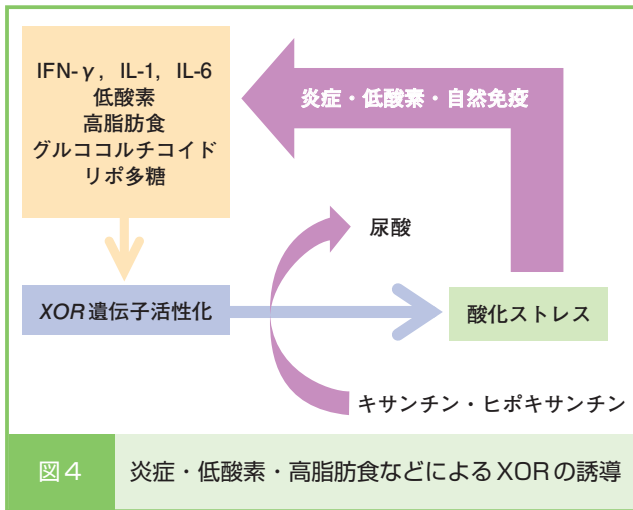 IFN-γ, IL-1, IL-6
低酸素
高脂肪食
グルココルチコイド
リポ多糖
炎症・低酸素・自然免疫
尿酸
XOR遺伝子活性化
酸化ストレス
キサンチン・ヒポキサンチン
図4 炎症・低酸素・高脂肪食などによるXORの誘導